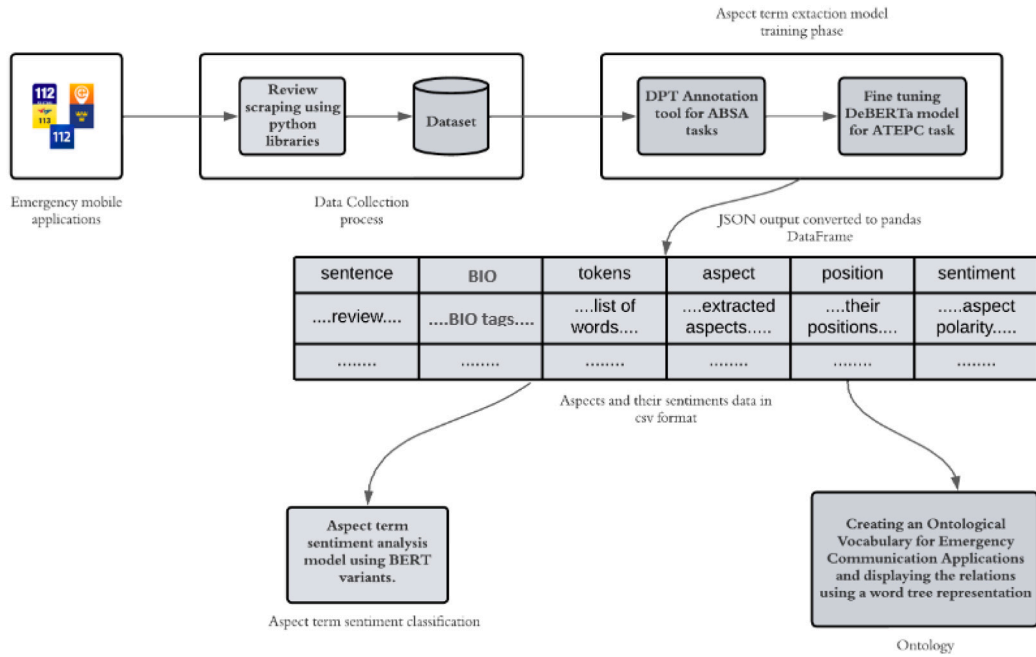 Aspect term extaction model
training phase
112
112
112
Review
scraping using
python
libraries
Dataset
DPT Annotation
tool for ABSA
tasks
Fine tuning
DeBERTa model
for ATEPC task
Emergency mobile
applications
Data Collection
process
JSON output converted to pandas
DataFrame
sentence BIO tokens aspect position sentiment
....review.... ....BIO tags.... ....list of
words.... ....extracted
aspects..... ....their
positions.... .....aspect
polarity.....
........ ........ ........ ........ ........ ........
Aspects and their sentiments data in
csv format
Aspect term
sentiment analysis
model using BERT
variants.
Aspect term sentiment classification
Creating an Ontological
Vocabulary for Emergency
Communication Applications
and displaying the relations
using a word tree representation
Ontology